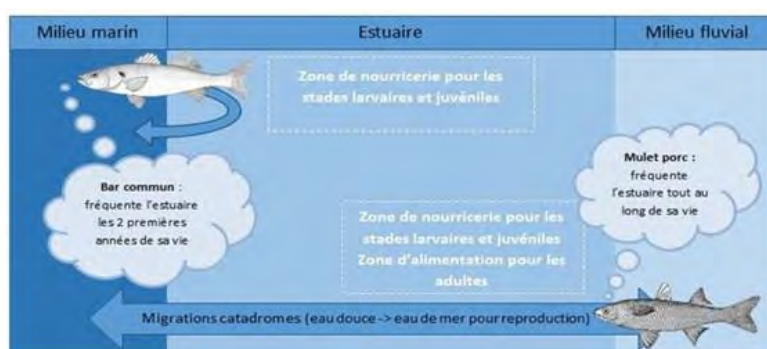 Milieu marin
Estuaire
Milieu fluvial
Zone de nourricerie pour les
stades larvaires et juvéniles
Mulet porc :
fréquente
l'estuaire tout au
long de sa vie
Bar commun :
fréquente l'estuaire
les 2 premières
années de sa vie
Zone de nourricerie pour les
stades larvaires et juvéniles
Zone d'alimentation pour les
adultes
Migrations catadromes (eau douce -> eau de mer pour reproduction)